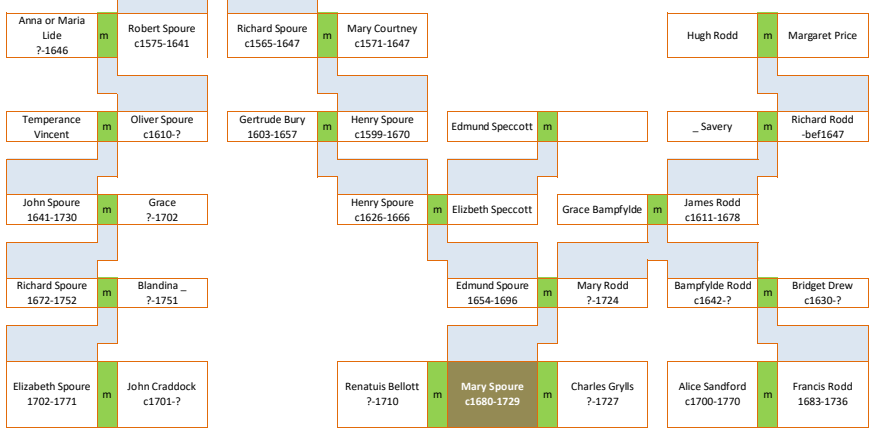 Anna or Maria
Lide
?-1646
m
Robert Spoure
c1575-1641
Richard Spoure
1565-1647
m
Mary Courtney
c1571-1647
Hugh Rodd
m
Margaret Price
Temperance
Vincent
m
Oliver Spoure
c1610-?
Gertrude Bury
1603-1657
m
Henry Spoure
c1599-1670
Edmund Speccott
m
_ Savery
m
Richard Rodd
-bef1647
John Spoure
1641-1730
m
Grace
?-1702
Henry Spoure
c1626-1666
m
Elizbeth Speccott
Grace Bampfylde
m
James Rodd
c1611-1678
Richard Spoure
1672-1752
m
Blandina _
?-1751
Edmund Spoure
1654-1696
m
Mary Rodd
?-1724
Bampfylde Rodd
c1642-?
m
Bridget Drew
c1630-?
Elizabeth Spoure
1702-1771
m
John Craddock
c1701-?
Renatuis Bellott
?-1710
m
Mary Spoure
c1680-1729
m
Charles Grylls
?-1727
Alice Sandford
c1700-1770
m
Francis Rodd
1683-1736